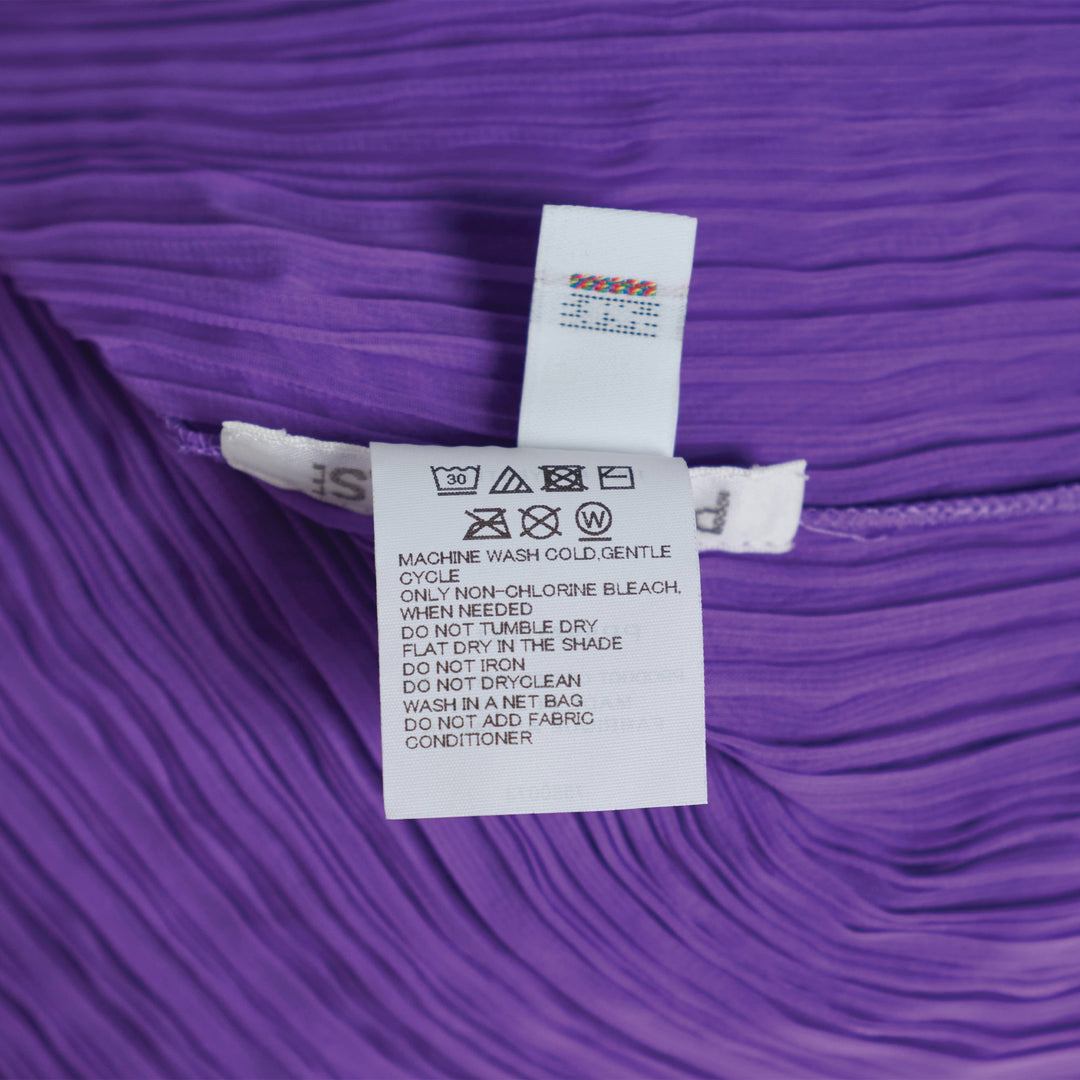 30
W
MACHINE WASH COLD,GENTLE
CYCLE
ONLY NON-CHLORINE BLEACH,
WHEN NEEDED
DO NOT TUMBLE DRY
FLAT DRY IN THE SHADE
DO NOT IRON
DO NOT DRYCLEAN
WASH IN A NET BAG
DO NOT ADD FABRIC
CONDITIONER